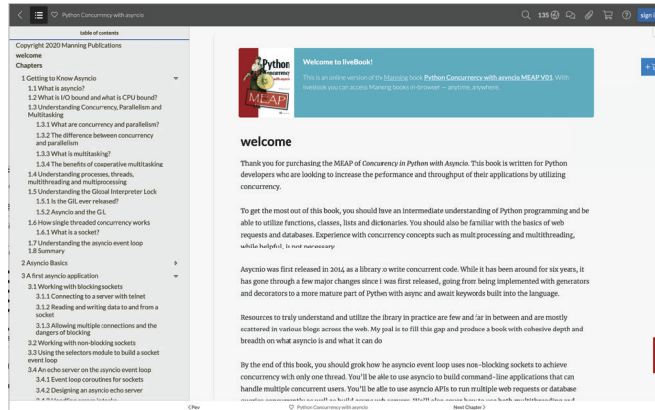 Python Concurrency with asyncio
135
sign i
table of contents
Copyright 2020 Manning Publications
welcome
Chapters
1 Getting to Know Asyncio
1.1 What is asyncio?
1.2 What is I/O bound and what is CPU bound?
1.3 Understanding Concurrency, Parallelism and
Multitasking
1.3.1 What are concurrency and parallelism?
1.3.2 The difference between concurrency
and parallelism
1.3.3 What is multitasking?
1.3.4 The benefits of cooperative multitasking
1.4 Understanding processes, threads,
multithreading and multiprocessing
1.5 Understanding the Gloal Interpreter Lock
1.5.1 Is the GIL ever released?
1.5.2 Asyncio and the GIL
1.6 How single threaded concurrency works
1.6.1 What is a socket?
1.7 Understanding the asyncio event loop
1.8 Summary
2 Asyncio Basics
3 A first asyncio application
3.1 Working with blocking sockets
3.1.1 Connecting to a server with telnet
3.1.2 Reading and writing data to and from a
socket
3.1.3 Allowing multiple connections and the
dangers of blocking
3.2 Working with non-blocking sockets
3.3 Using the selectors module to build a socket
event loop
3.4 An echo server on the asyncio event loop
3.4.1 Event loop coroutines for sockets
3.4.2 Designing an asyncio echo server
Python
MEAP
Welcome to liveBook!
This is an online version of the Manning book Python Concurrency with asyncio MEAP V01. With
liveBook you can access Manning books in-browser — anytime, anywhere.
welcome
Thank you for purchasing the MEAP of Concurrency in Python with Asyncio. This book is written for Python
developers who are looking to increase the peformance and throughput of their applications by utilizing
concurrency.
To get the most out of this book, you should have an intermediate understanding of Python programming and be
able to utilize functions, classes, lists and dictionaries. You should also be familiar with the basics of web
requests and databases. Experience with concurrency concepts such as multiprocessing and multithreading,
while helpful, is not necessary.
Asycnio was first released in 2014 as a library to write concurrent code. While it has been around for six years, it
has gone through a few major changes since i was first released, going from being implemented with generators
and decorators to a more mature part of Python with async and await keywords built into the language.
Resources to truly understand and utilize the library in practice are few and far in between and are mostly
scattered in various blogs across the web. My goal is to fill this gap and produce a book with cohesive depth and
breadth on what asyncio is and what it can do
By the end of this book, you should grok how he asyncio event loop uses non-blocking sockets to achieve
concurrency with only one thread. You'll be able to use asyncio to build command-line applications that can
handle multiple concurrent users. You'll be able to use asyncio APIs to run multiple web requests or database
Python Concurrency with asyncio
Next Chapter